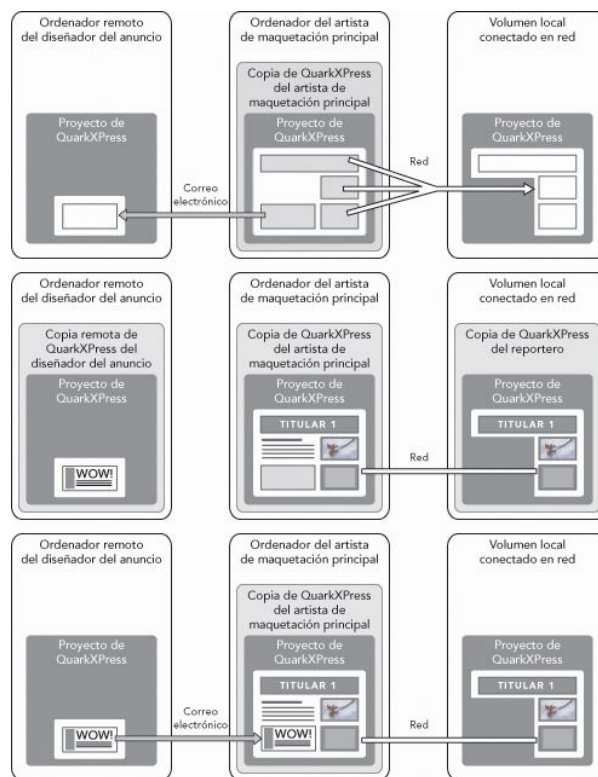 Ordenador remoto
del diseñador del anuncio
Proyecto de
QuarkXPress
Correo
electrónico
Ordenador del artista
de maquetación principal
Copia de QuarkXPress
del artista de
maquetación principal
Proyecto de
QuarkXPress
Red
Volumen local
conectado en red
Proyecto de
QuarkXPress
Ordenador remoto
del diseñador del anuncio
Copia remota de
QuarkXPress del
diseñador del anuncio
Proyecto de
QuarkXPress
WOW!
Ordenador del artista
de maquetación principal
Copia de QuarkXPress
del artista de
maquetación principal
Proyecto de
QuarkXPress
TITULAR 1
Red
Volumen local
conectado en red
Copia de QuarkXPress
del reportero
Proyecto de
QuarkXPress
TITULAR 1
Ordenador remoto
del diseñador del anuncio
Proyecto de
QuarkXPress
WOW!
Correo
electrónico
Ordenador del artista
de maquetación principal
Copia de QuarkXPress
del artista de
maquetación principal
Proyecto de
QuarkXPress
TITULAR 1
WOW!
Red
Volumen local
conectado en red
Proyecto de
QuarkXPress
TITULAR 1